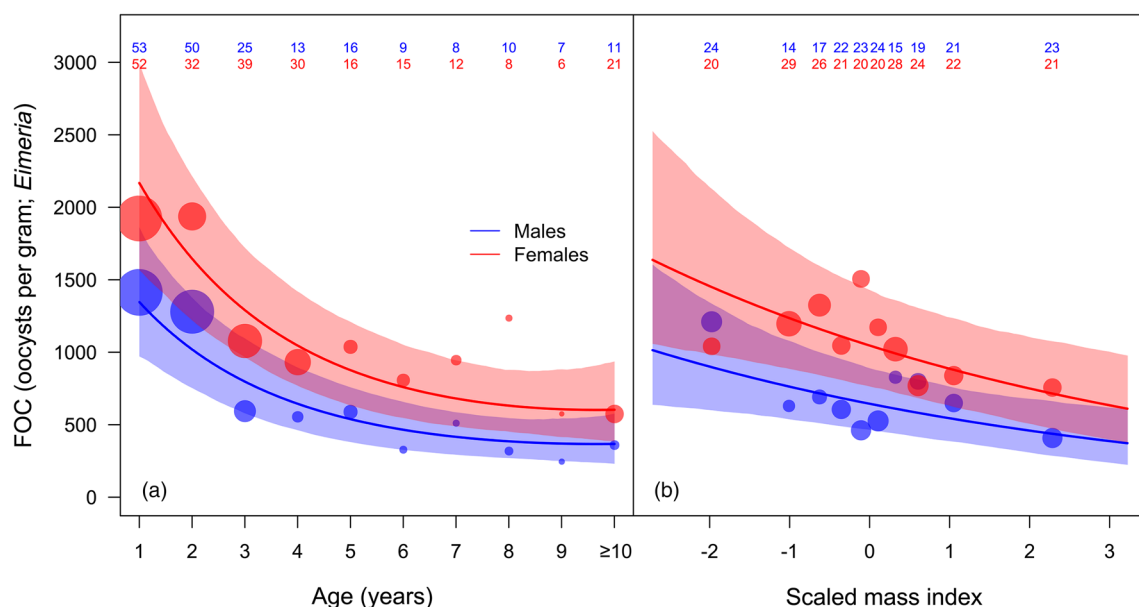 53 50 25 13 16 9 8 10 7 11
52 32 39 30 16 15 12 8 6 21
24 14 17 22 23 24 15 19 21 23
20 29 26 21 20 20 28 24 22 21
3000
2500
2000
1500
1000
500
0
FOC (oocysts per gram; Eimeria)
Males
Females
(a)
(b)
1 2 3 4 5 6 7 8 9 ≥10
-2 -1 0 1 2 3
Age (years)
Scaled mass index